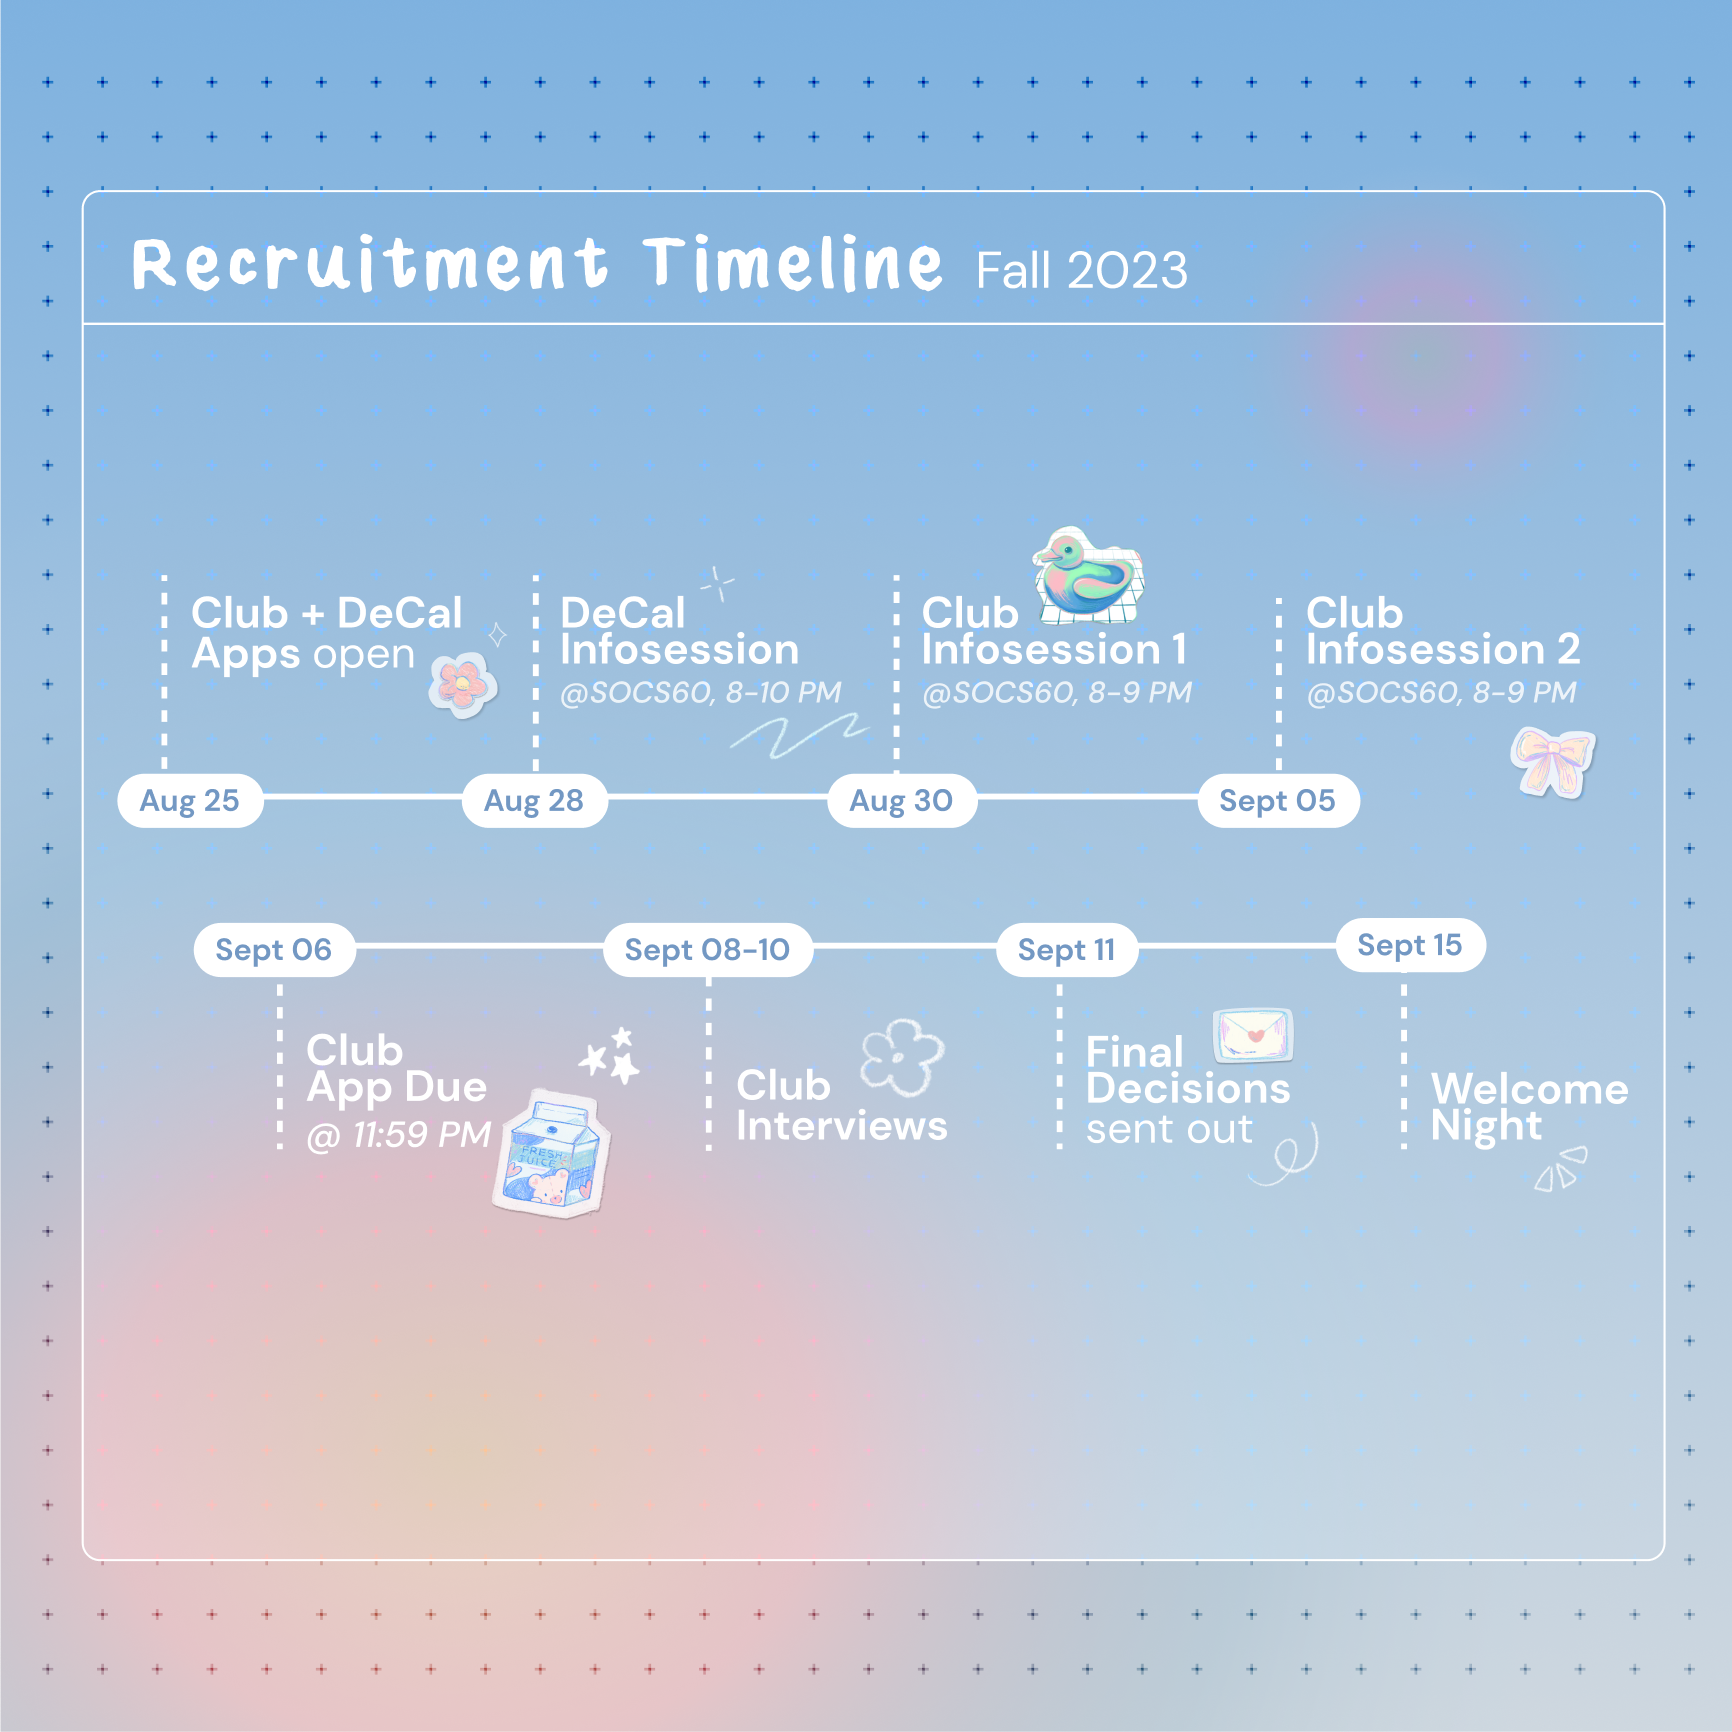 Recruitment Timeline Fall 2023
Club + DeCal
Apps open
DeCal
Infosession
@SOCS60, 8-10 PM
Club
Infosession 1
@SOCS60, 8-9 PM
Club
Infosession 2
@SOCS60, 8-9 PM
Aug 25
Aug 28
Aug 30
Sept 05
Sept 06
Sept 08-10
Sept 11
Sept 15
Club
App Due
@ 11:59 PM
FRESH
JUICE
Club
Interviews
Final
Decisions
sent out
Welcome
Night